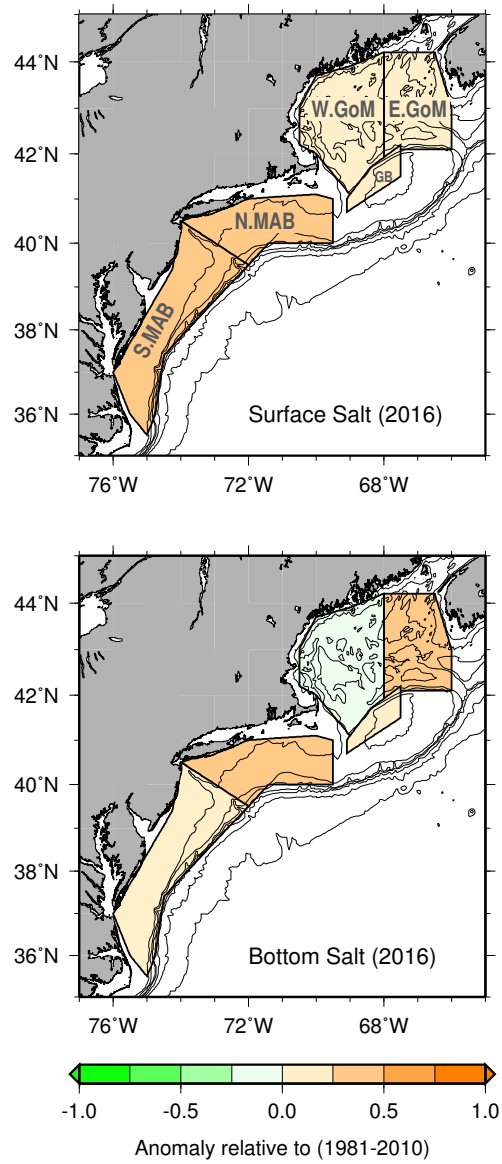 44˚N
42˚N
40˚N
38˚N
36˚N
W.GoM
E.GoM
GB
N.MAB
S.MAB
Surface Salt (2016)
76˚W
72˚W
68˚W
44˚N
42˚N
40˚N
38˚N
36˚N
Bottom Salt (2016)
76˚W
72˚W
68˚W
-1.0
-0.5
0.0
0.5
1.0
Anomaly relative to (1981-2010)